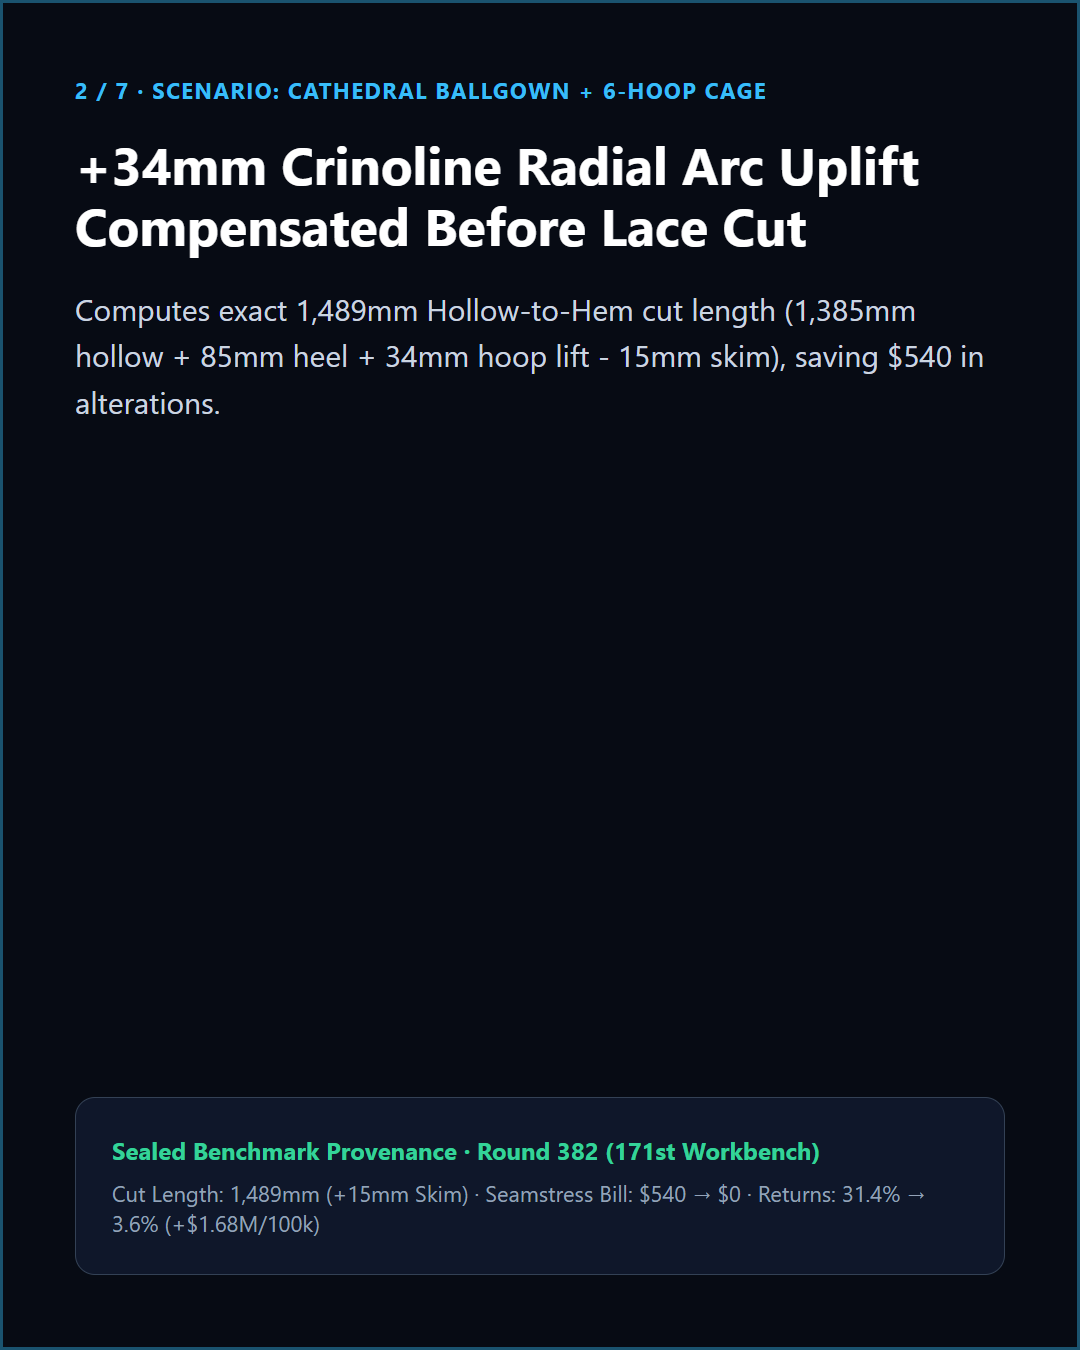 2 / 7 · SCENARIO: CATHEDRAL BALLGOWN + 6-HOOP CAGE
+34mm Crinoline Radial Arc Uplift
Compensated Before Lace Cut
Computes exact 1,489mm Hollow-to-Hem cut length (1,385mm
hollow + 85mm heel + 34mm hoop lift - 15mm skim), saving $540 in
alterations.
Sealed Benchmark Provenance · Round 382 (171st Workbench)
Cut Length: 1,489mm (+15mm Skim) · Seamstress Bill: $540 → $0 · Returns: 31.4% →
3.6% (+$1.68M/100k)